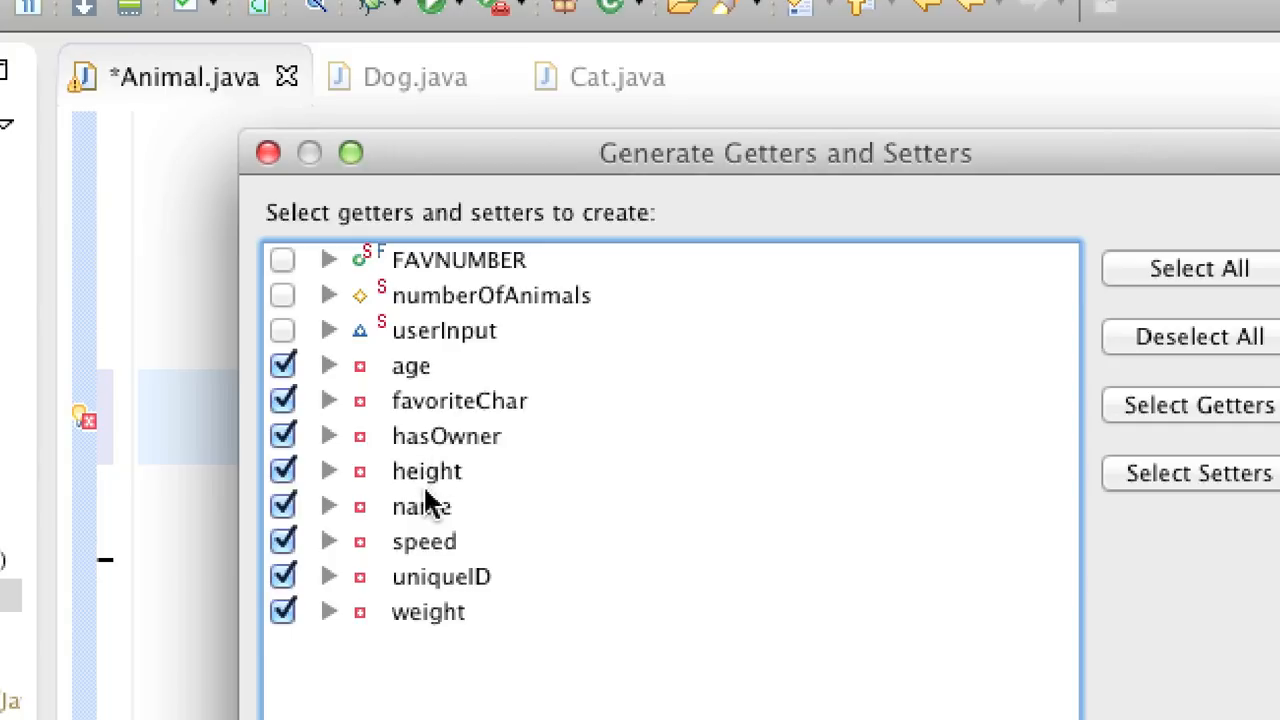 *Animal.java Dog.java Cat.java
Generate Getters and Setters
Select getters and setters to create:
S F FAVNUMBER
S numberOfAnimals
S userInput
age
favoriteChar
hasOwner
height
name
speed
uniqueID
weight
Select All
Deselect All
Select Getters
Select Setters
)
Ja